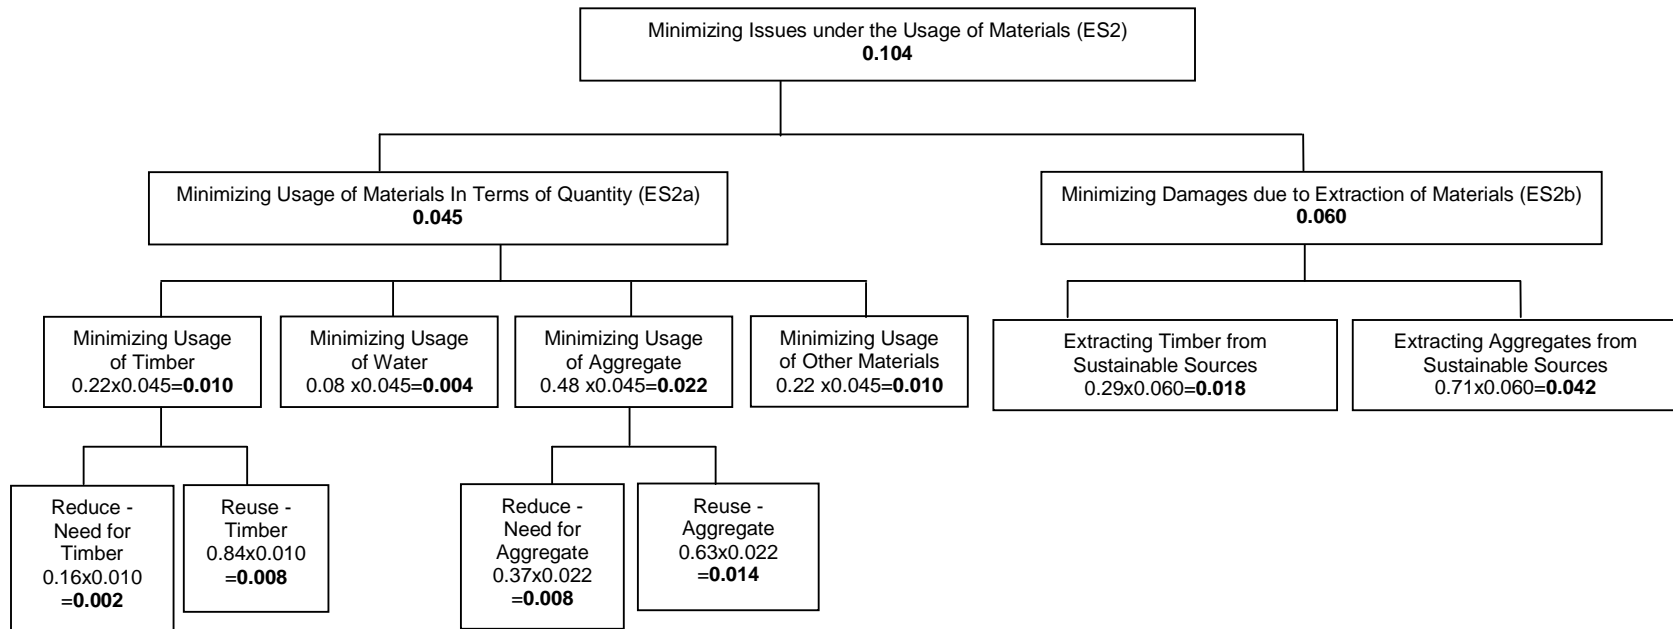 Minimizing Issues under the Usage of Materials (ES2)
0.104
Minimizing Usage of Materials In Terms of Quantity (ES2a)
0.045
Minimizing Damages due to Extraction of Materials (ES2b)
0.060
Minimizing Usage
of Timber
0.22x0.045=0.010
Minimizing Usage
of Water
0.08 x0.045=0.004
Minimizing Usage
of Aggregate
0.48 x0.045=0.022
Minimizing Usage
of Other Materials
0.22 x0.045=0.010
Extracting Timber from
Sustainable Sources
0.29x0.060=0.018
Extracting Aggregates from
Sustainable Sources
0.71x0.060=0.042
Reduce -
Need for
Timber
0.16x0.010
=0.002
Reuse -
Timber
0.84x0.010
=0.008
Reduce -
Need for
Aggregate
0.37x0.022
=0.008
Reuse -
Aggregate
0.63x0.022
=0.014